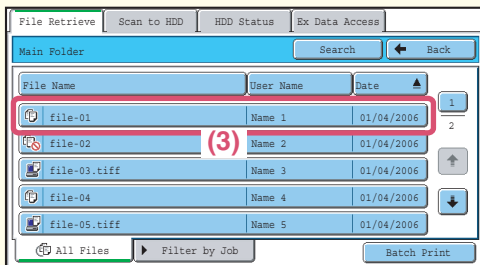 File Retrieve Scan to HDD HDD Status Ex Data Access
Main Folder Search Back
File Name User Name Date
file-01 Name 1 01/04/2006
1
(3)
file-02 Name 2 01/04/2006
2
file-03.tiff Name 3 01/04/2006
file-04 Name 4 01/04/2006
file-05.tiff Name 5 01/04/2006
All Files Filter by Job Batch Print